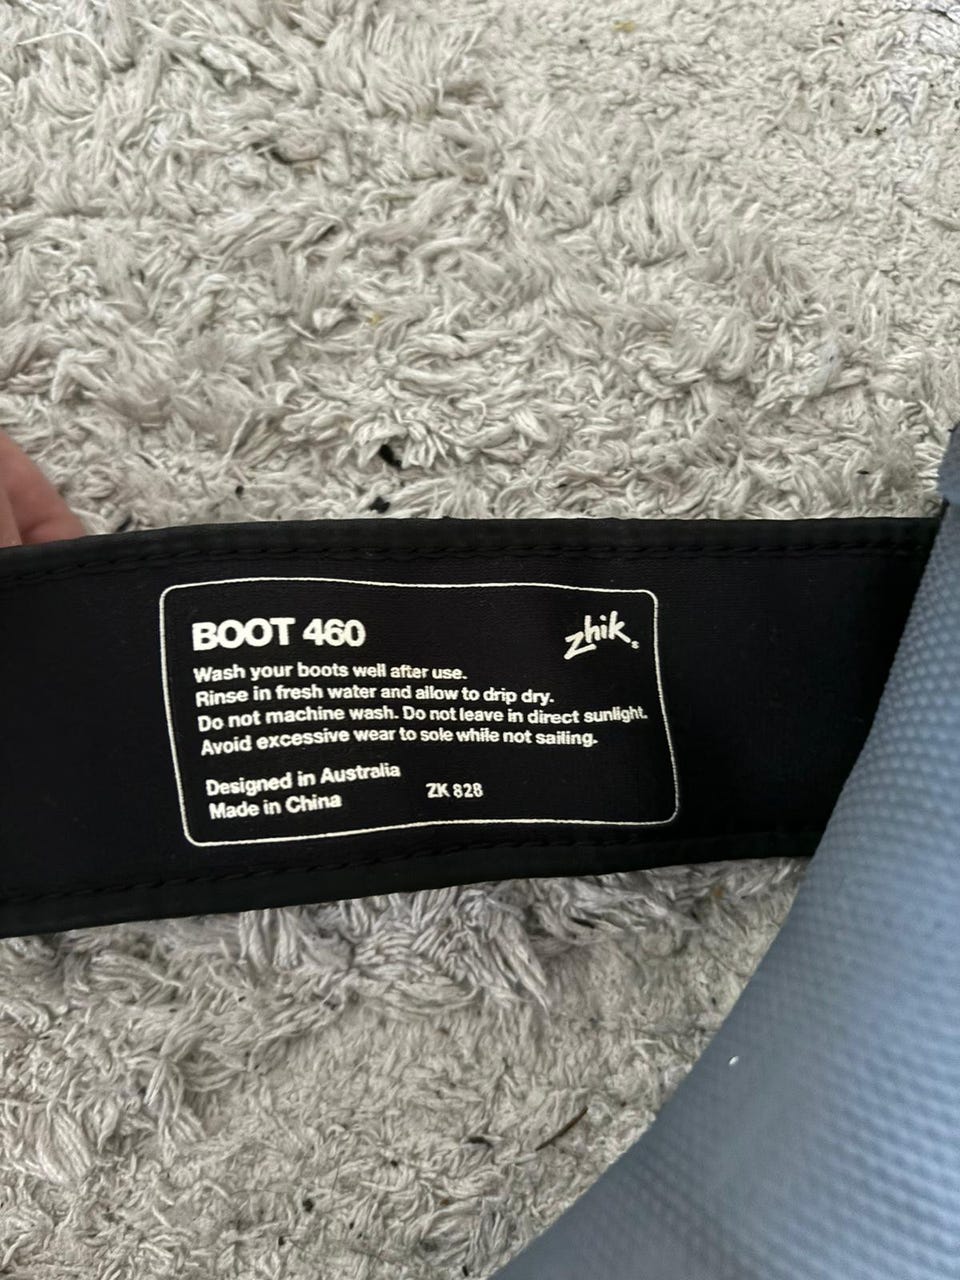 BOOT 460
zhik
Wash your boots well after use.
Rinse in fresh water and allow to drip dry.
Do not machine wash. Do not leave in direct sunlight.
Avoid excessive wear to sole while not sailing.
Designed in Australia
Made in China
ZK 828